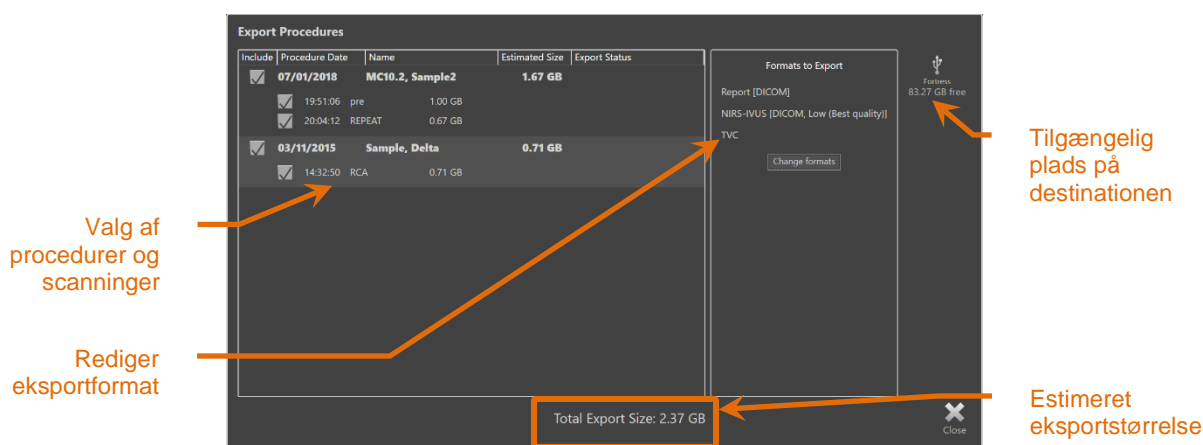 Export Procedures
Include Procedure Date Name Estimated Size Export Status
07/01/2018 MC10.2, Sample2 1.67 GB
19:51:06 pre 1.00 GB
20:04:12 REPEAT 0.67 GB
03/11/2015 Sample, Delta 0.71 GB
14:32:50 RCA 0.71 GB
Formats to Export
Report [DICOM]
NIRS-IVUS [DICOM, Low (Best quality)]
TVC
Change formats
Fortress
83.27 GB free
Total Export Size: 2.37 GB
Close
Valg af
procedurer og
scanninger
Rediger
eksportformat
Tilgængelig
plads på
destinationen
Estimeret
eksportstørrelse